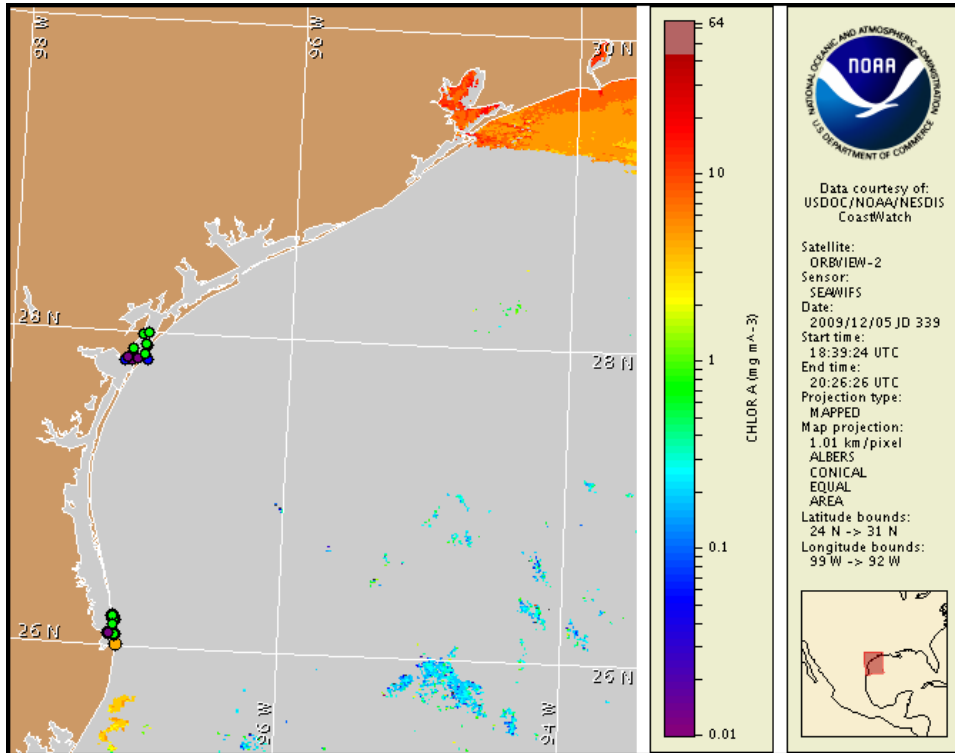 98 W
96 W
30 N
28 N
28 N
26 N
26 N
96 W
94 W
64
10
1
0.1
0.01
CHLOR A (mg m^-3)
NATIONAL OCEANIC AND ATMOSPHERIC ADMINISTRATION
NOAA
U.S. DEPARTMENT OF COMMERCE
Data courtesy of:
USDOC/NOAA/NESDIS
CoastWatch
Satellite:
ORBVIEW-2
Sensor:
SEAWIFS
Date:
2009/12/05 JD 339
Start time:
18:39:24 UTC
End time:
20:26:26 UTC
Projection type:
MAPPED
Map projection:
1.01 km/pixel
ALBERS
CONICAL
EQUAL
AREA
Latitude bounds:
24 N -> 31 N
Longitude bounds:
99 W -> 92 W